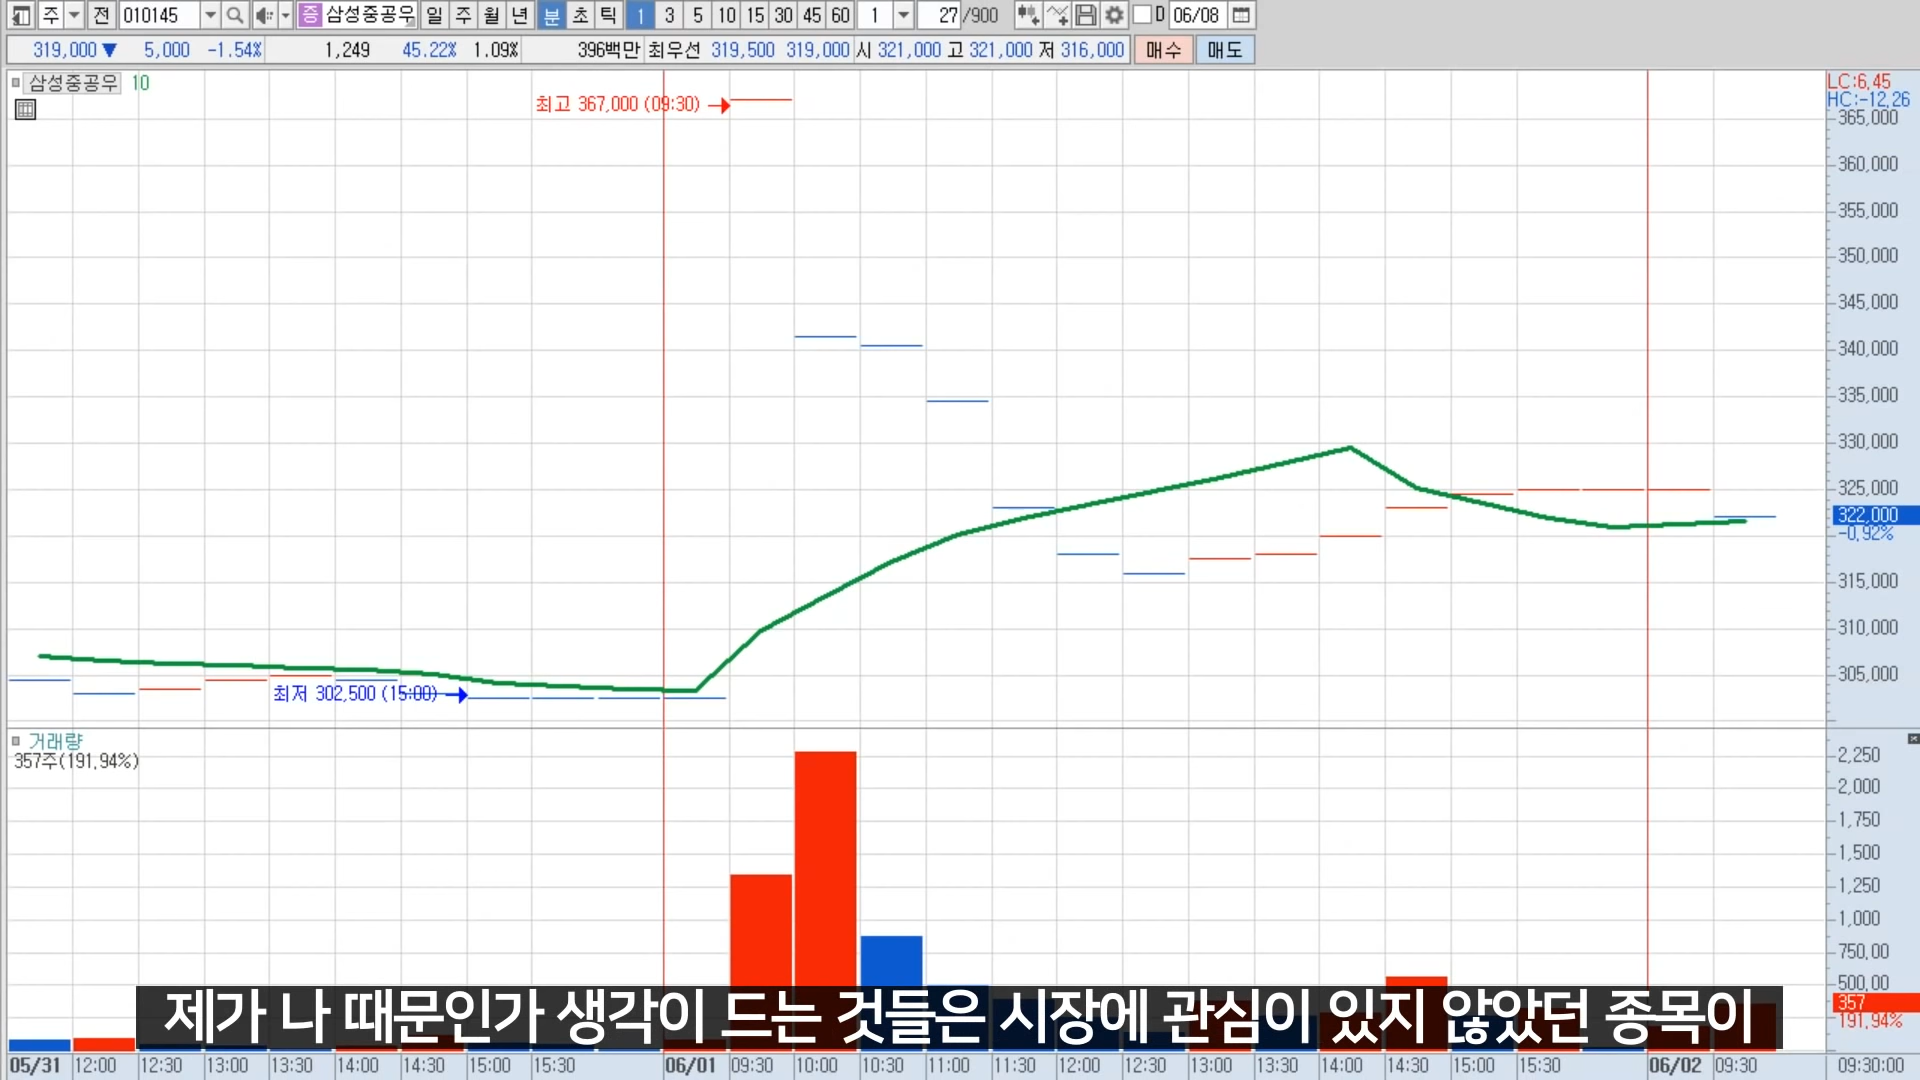 주 전 010145 증 삼성중공우 일 주 월 년 분 초 틱 1 3 5 10 15 30 45 60 1 27 /900 D 06/08
319,000 ▼ 5,000 -1.54% 1,249 45.22% 1.09% 396백만 최우선 319,500 319,000 시 321,000 고 321,000 저 316,000 매수 매도
삼성중공우 10
LC:6,45
HC:-12,26
최고 367,000 (09:30)
365,000
360,000
355,000
350,000
345,000
340,000
335,000
330,000
325,000
322,000
-0,92%
315,000
310,000
305,000
최저 302,500 (15:00)
거래량
357주(191,94%)
2,250
2,000
1,750
1,500
1,250
1,000
750,00
500,00
357
191,94%
제가 나 때문인가 생각이 드는 것들은 시장에 관심이 있지 않았던 종목이
05/31 12:00 12:30 13:00 13:30 14:00 14:30 15:00 15:30 06/01 09:30 10:00 10:30 11:00 11:30 12:00 12:30 13:00 13:30 14:00 14:30 15:00 15:30 06/02 09:30 09:30:00